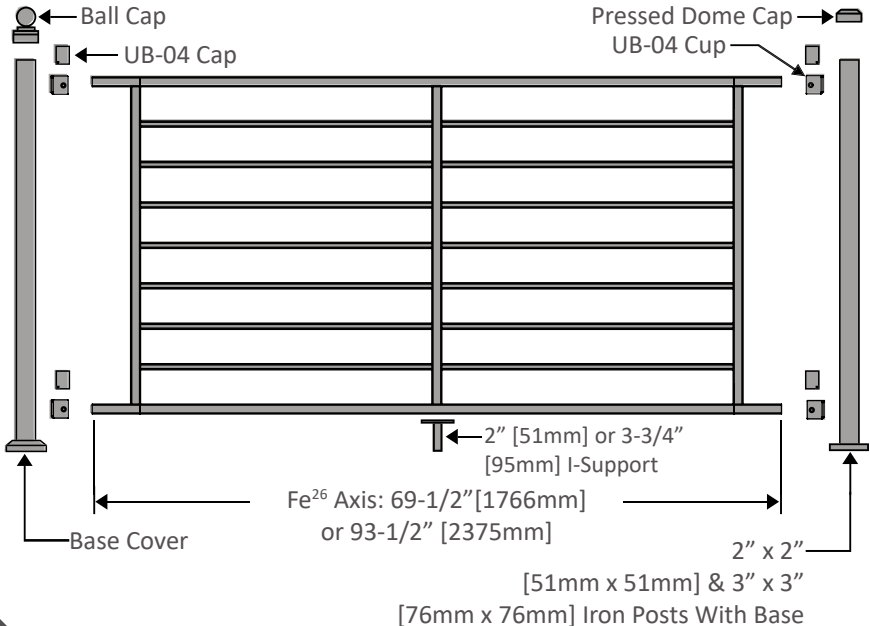 Ball Cap
Pressed Dome Cap
UB-04 Cap
UB-04 Cup
2” [51mm] or 3-3/4”
[95mm] I-Support
Fe²⁶ Axis: 69-1/2”[1766mm]
or 93-1/2” [2375mm]
Base Cover
2” x 2”
[51mm x 51mm] & 3” x 3”
[76mm x 76mm] Iron Posts With Base